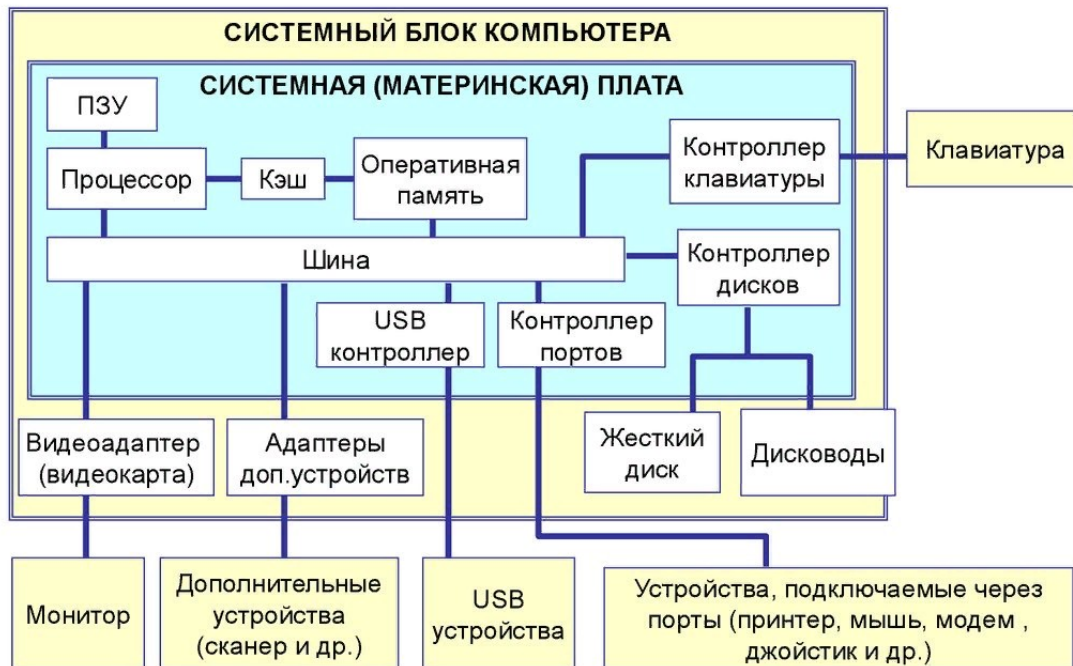 СИСТЕМНЫЙ БЛОК КОМПЬЮТЕРА
СИСТЕМНАЯ (МАТЕРИНСКАЯ) ПЛАТА
ПЗУ
Процессор
Кэш
Оперативная
память
Контроллер
клавиатуры
Клавиатура
Шина
Контроллер
дисков
USB
контроллер
Контроллер
портов
Видеоадаптер
(видеокарта)
Адаптеры
доп.устройств
Жесткий
диск
Дисководы
Монитор
Дополнительные
устройства
(сканер и др.)
USB
устройства
Устройства, подключаемые через
порты (принтер, мышь, модем ,
джойстик и др.)